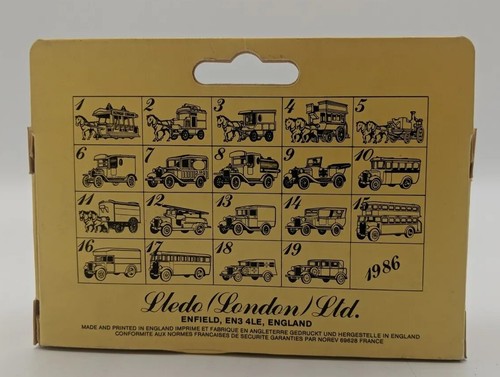 1 2 3 4 5
6 7 8 9 10
11 12 13 14 15
16 17 18 19 1986
Lledo (London) Ltd.
ENFIELD, EN3 4LE, ENGLAND
MADE AND PRINTED IN ENGLAND IMPRIME ET FABRIQUE EN ANGLETERRE GEDRUCKT UND HERGESTELLE IN ENGLAND
CONFORMITE AUX NORMES FRANCAISES DE SECURITE GARANTIES PAR NOREV 69628 FRANCE